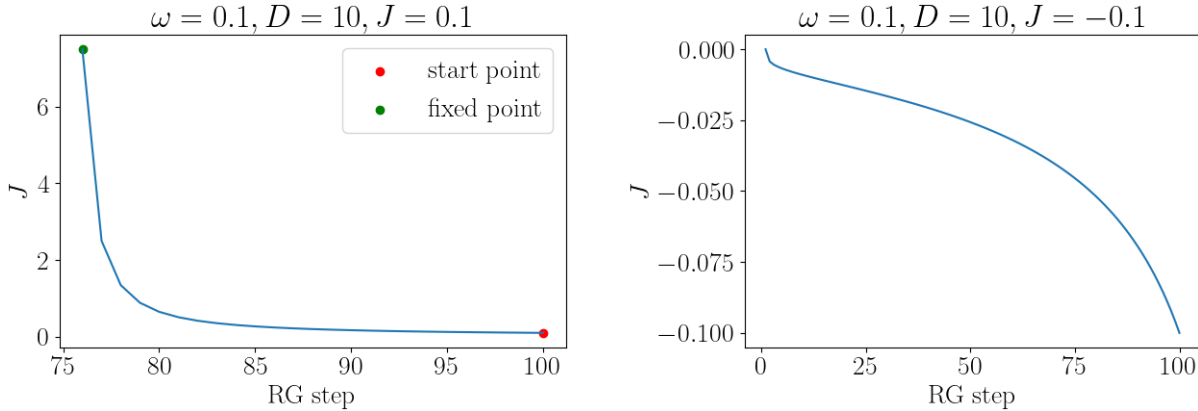 ω = 0.1, D = 10, J = 0.1
6
4
2
0
J
start point
fixed point
75 80 85 90 95 100
RG step
ω = 0.1, D = 10, J = −0.1
0.000
−0.025
−0.050
−0.075
−0.100
J
0 25 50 75 100
RG step